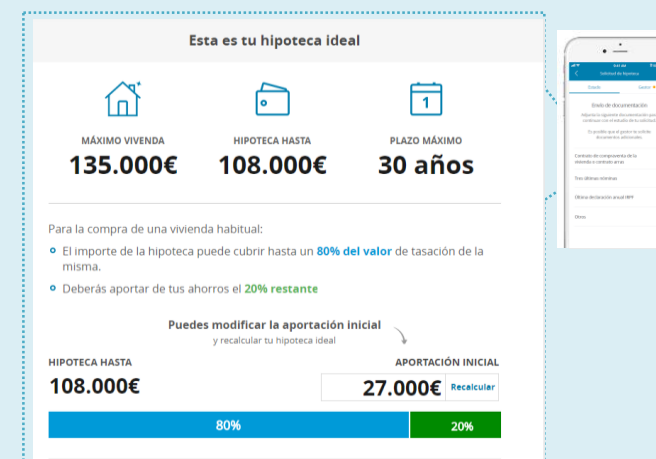 Esta es tu hipoteca ideal
1
MÁXIMO VIVIENDA
HIPOTECA HASTA
PLAZO MÁXIMO
135.000€
108.000€
30 años
Para la compra de una vivienda habitual:
El importe de la hipoteca puede cubrir hasta un 80% del valor de tasación de la
misma.
Deberás aportar de tus ahorros el 20% restante
Puedes modificar la aportación inicial
y recalcular tu hipoteca ideal
HIPOTECA HASTA
APORTACIÓN INICIAL
108.000€
27.000€ Recalcular
80%
20%
Solicitud de hipoteca
Estado
Gestor
Envío de documentación
Contrato de compraventa de la
vivienda o contrato arras
Tres últimas nóminas
Última declaración anual IRPF
Otros